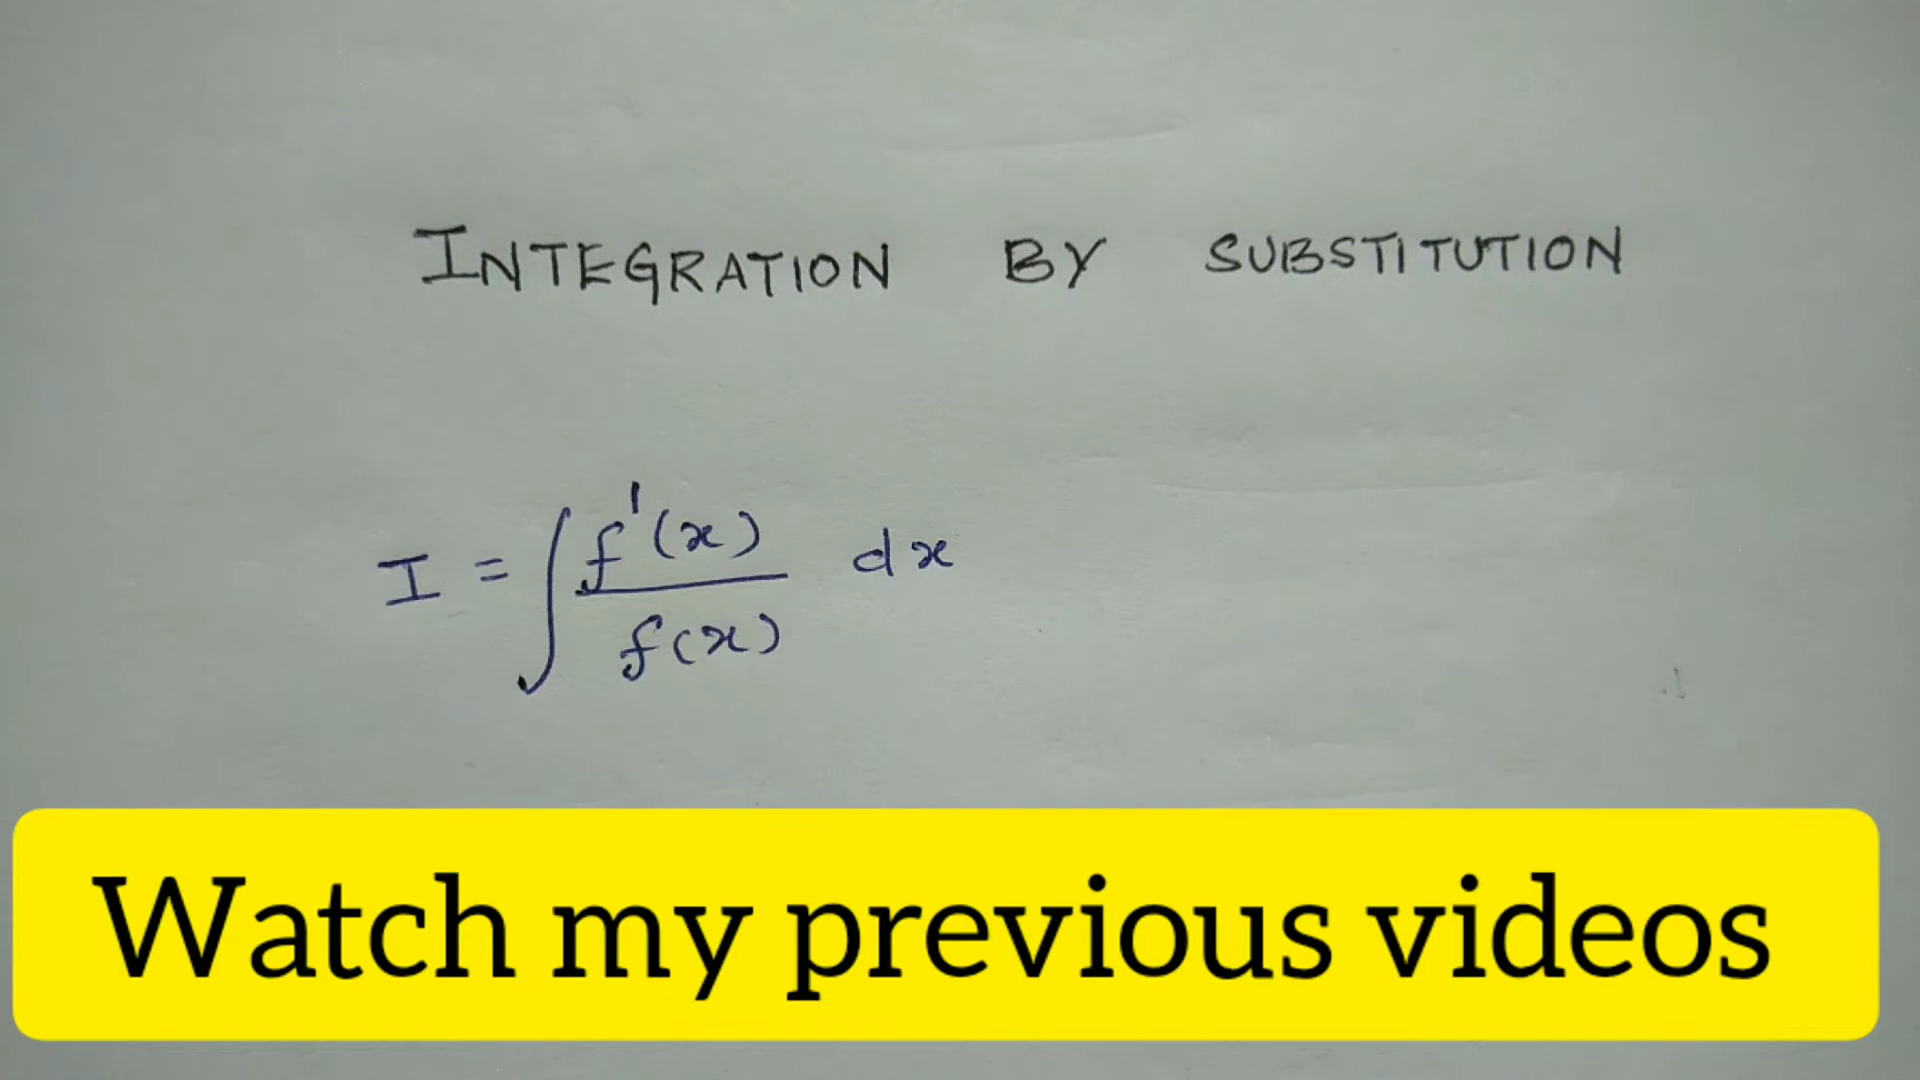 INTEGRATION BY SUBSTITUTION
I = ∫ f'(x) / f(x) dx
Watch my previous videos